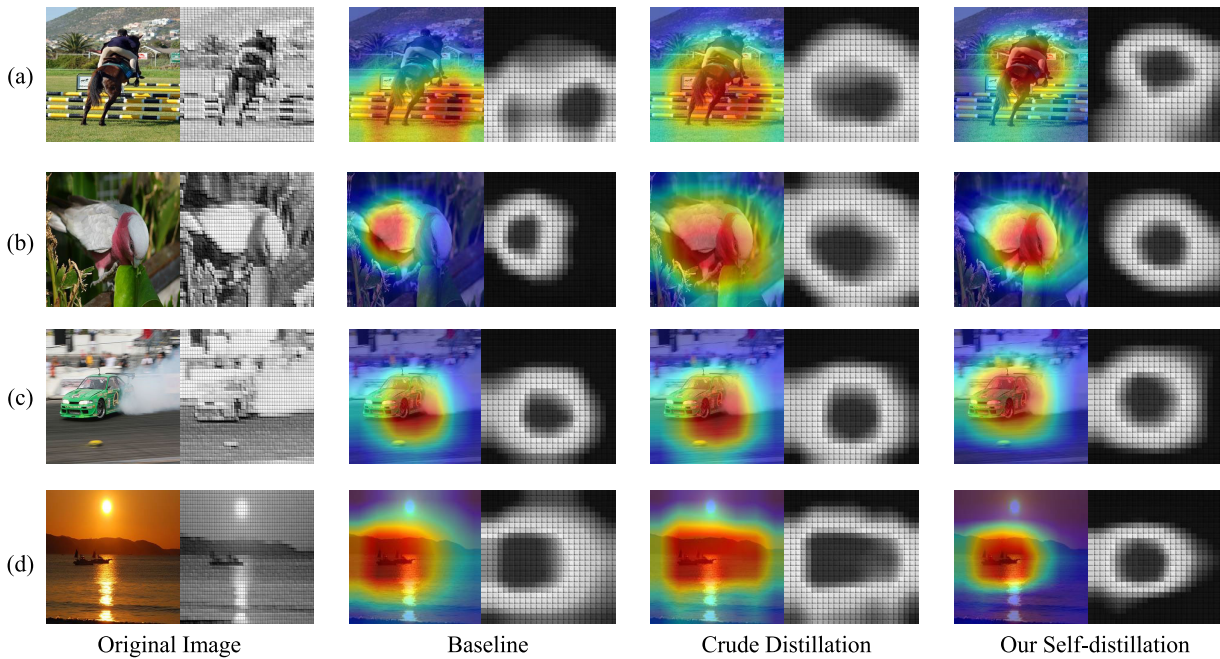 (a)
(b)
(c)
(d)
Original Image
Baseline
Crude Distillation
Our Self-distillation